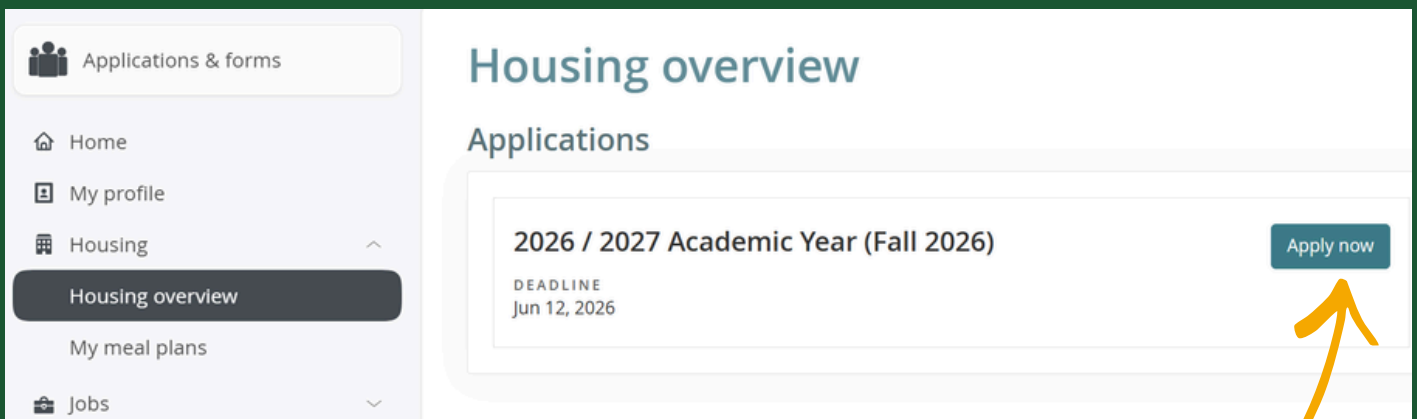 Applications & forms
Home
My profile
Housing
Housing overview
My meal plans
Jobs
Housing overview
Applications
2026 / 2027 Academic Year (Fall 2026)
Apply now
DEADLINE
Jun 12, 2026